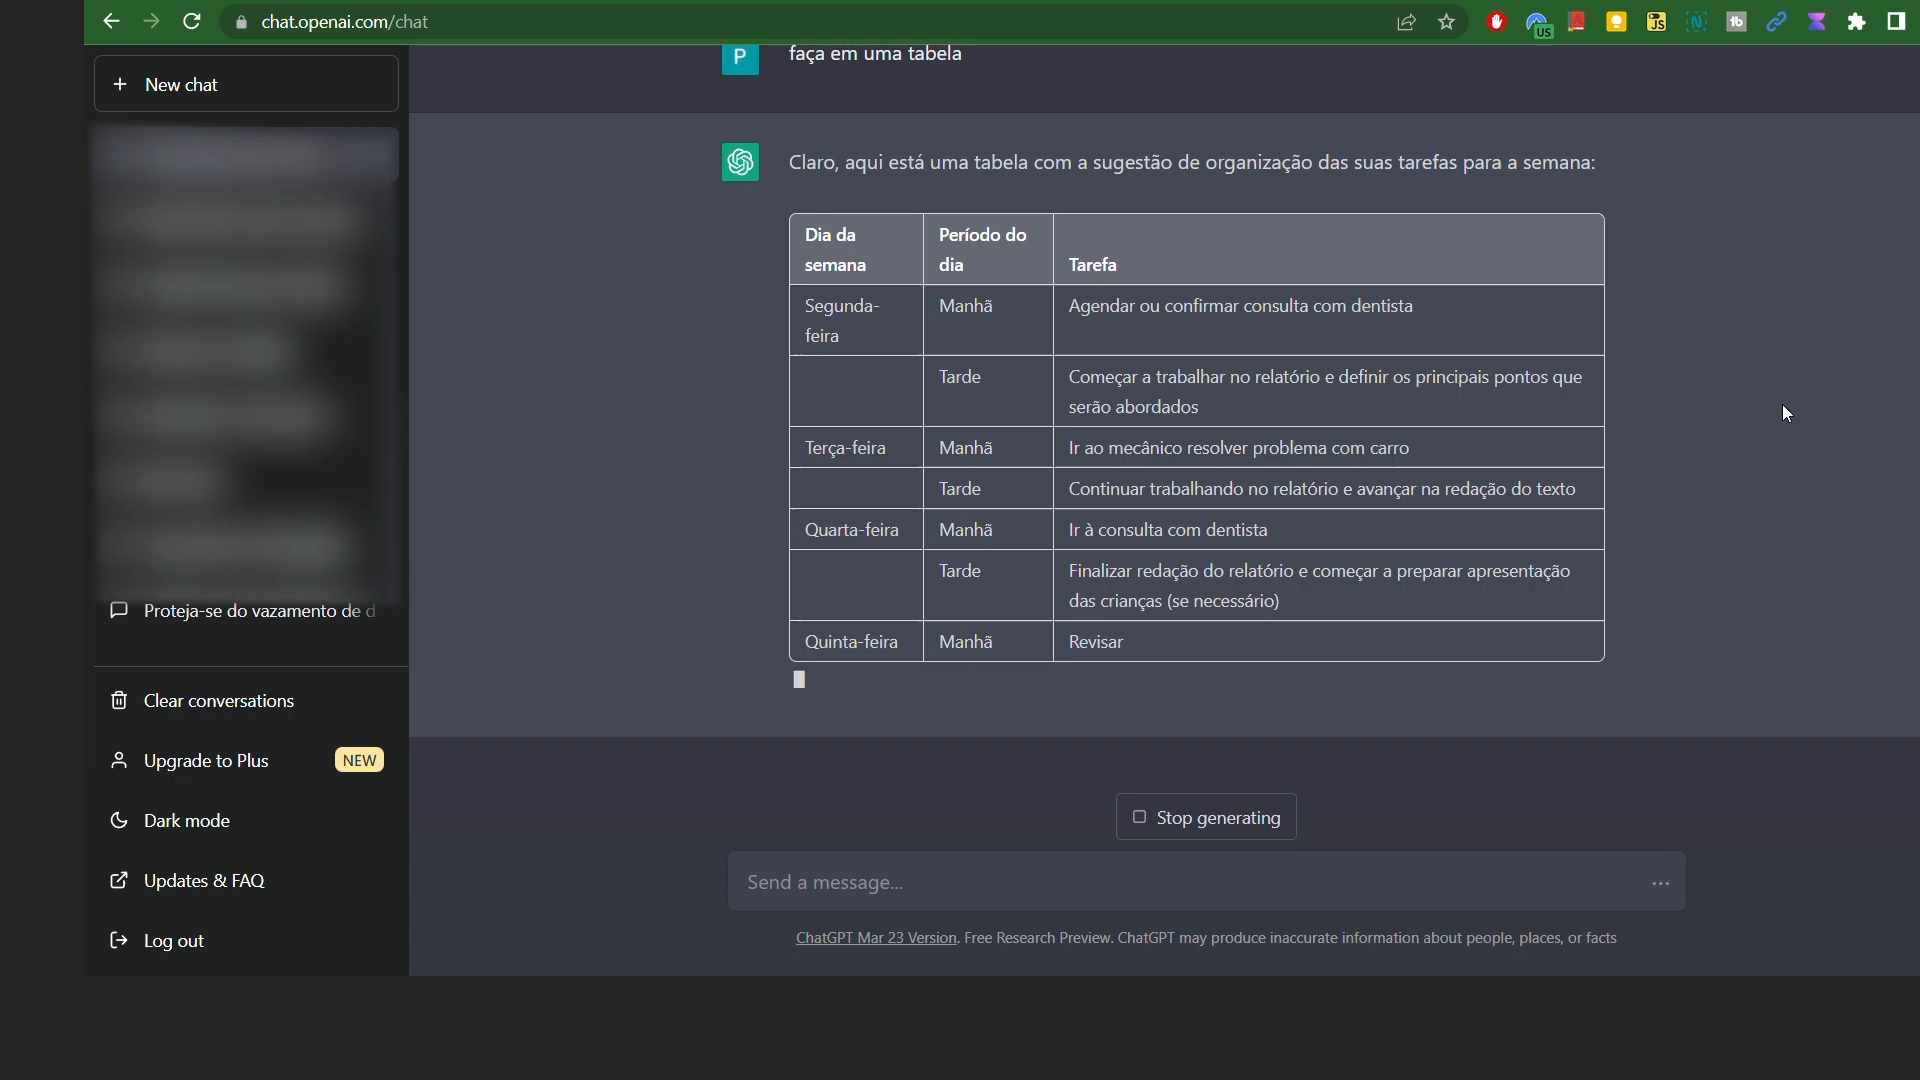 chat.openai.com/chat
US
JS
N
tb
New chat
Proteja-se do vazamento de d
Clear conversations
Upgrade to Plus NEW
Dark mode
Updates & FAQ
Log out
P faça em uma tabela
Claro, aqui está uma tabela com a sugestão de organização das suas tarefas para a semana:
Dia da Período do
semana dia Tarefa
Segunda- Manhã Agendar ou confirmar consulta com dentista
feira
Tarde Começar a trabalhar no relatório e definir os principais pontos que
serão abordados
Terça-feira Manhã Ir ao mecânico resolver problema com carro
Tarde Continuar trabalhando no relatório e avançar na redação do texto
Quarta-feira Manhã Ir à consulta com dentista
Tarde Finalizar redação do relatório e começar a preparar apresentação
das crianças (se necessário)
Quinta-feira Manhã Revisar
Stop generating
Send a message...
ChatGPT Mar 23 Version. Free Research Preview. ChatGPT may produce inaccurate information about people, places, or facts